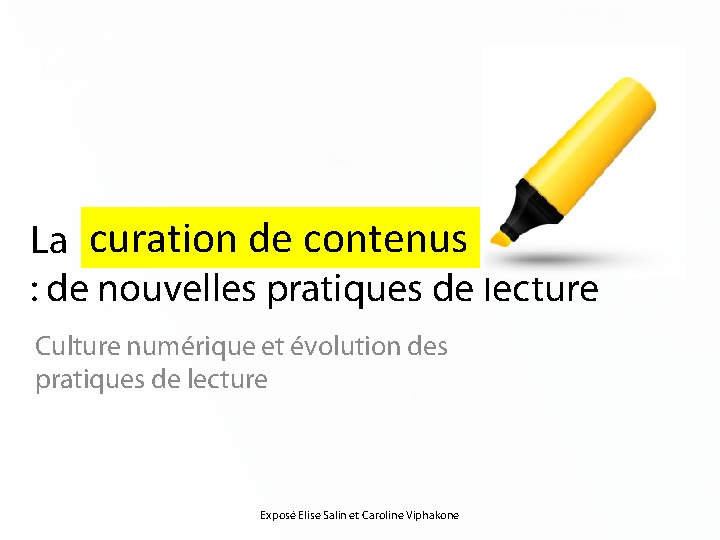 La curation de contenus
: de nouvelles pratiques de lecture
Culture numérique et évolution des
pratiques de lecture
Exposé Elise Salin et Caroline Viphakone